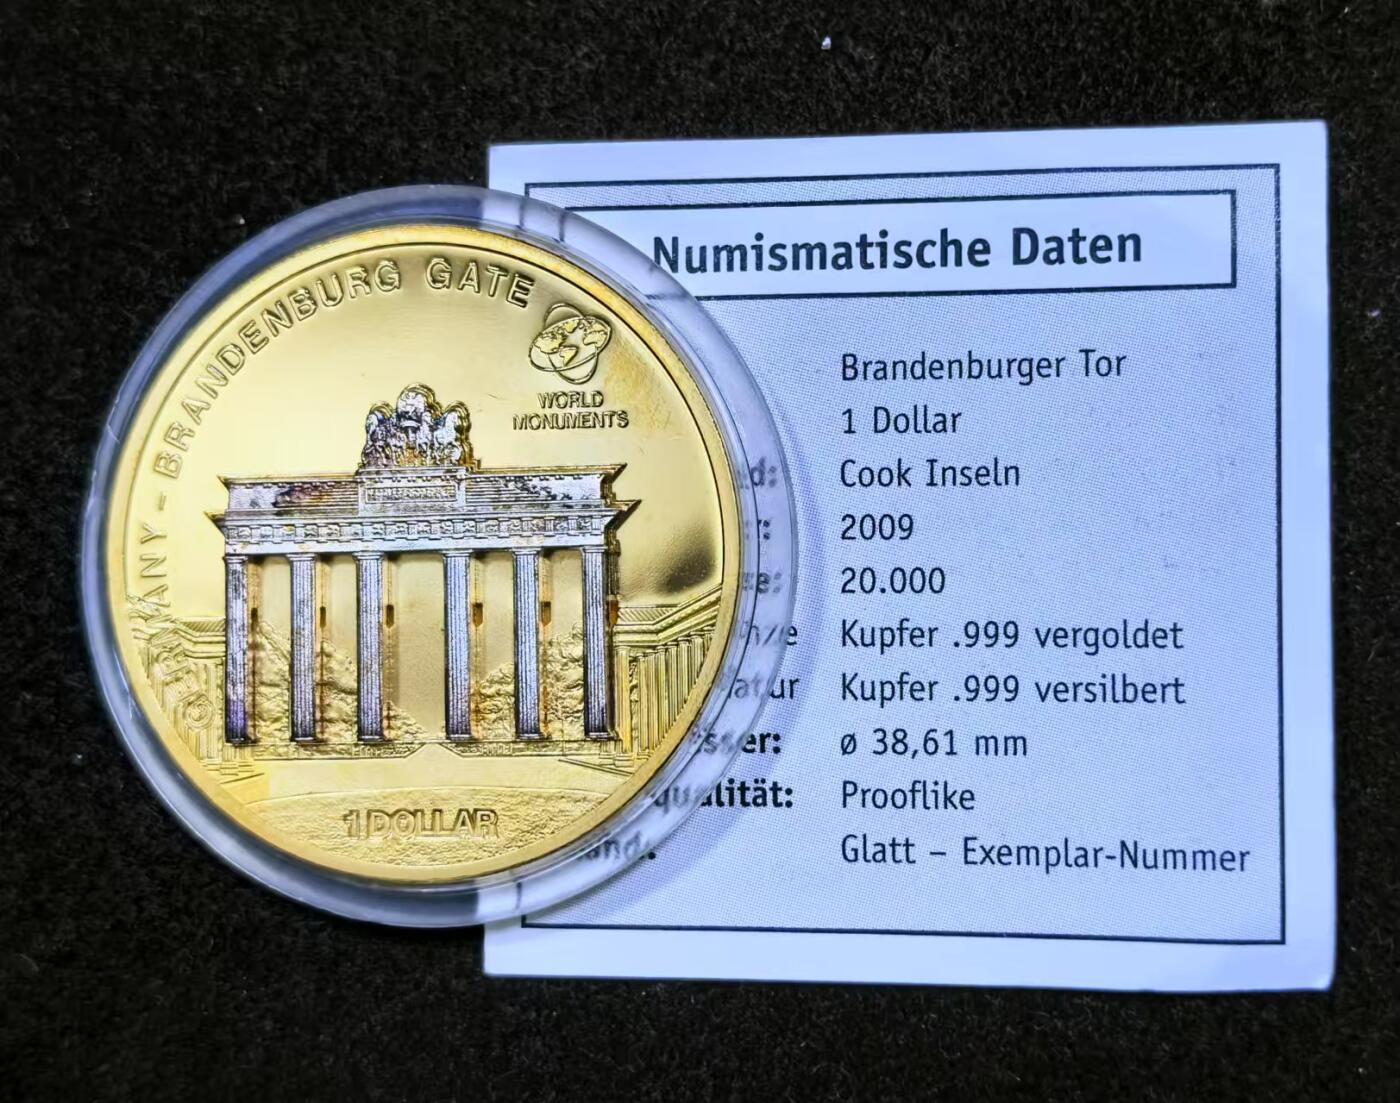 GERMANY - BRANDENBURG GATE
WORLD
MONUMENTS
1 DOLLAR
Numismatische Daten
Brandenburger Tor
1 Dollar
Cook Inseln
2009
20.000
Kupfer .999 vergoldet
Kupfer .999 versilbert
ø 38,61 mm
Prooflike
Glatt – Exemplar-Nummer